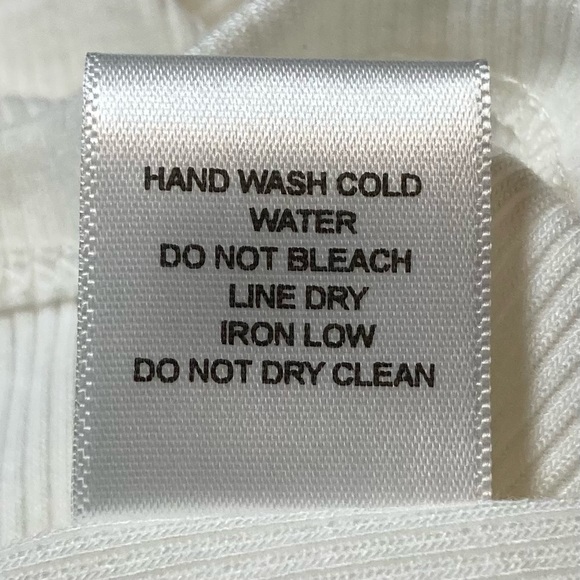 HAND WASH COLD
WATER
DO NOT BLEACH
LINE DRY
IRON LOW
DO NOT DRY CLEAN